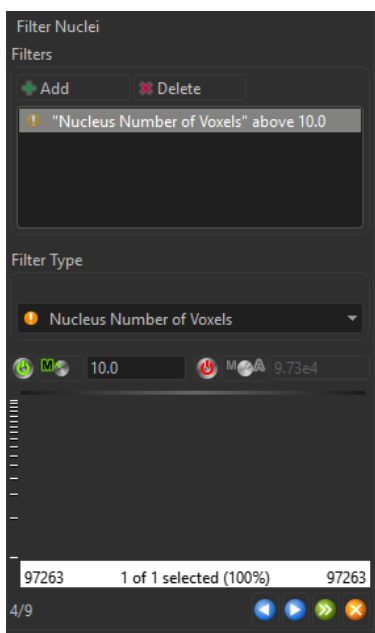 Filter Nuclei
Filters
Add Delete
"Nucleus Number of Voxels" above 10.0
Filter Type
Nucleus Number of Voxels
M 10.0 M A 9.73e4
97263 1 of 1 selected (100%) 97263
4/9